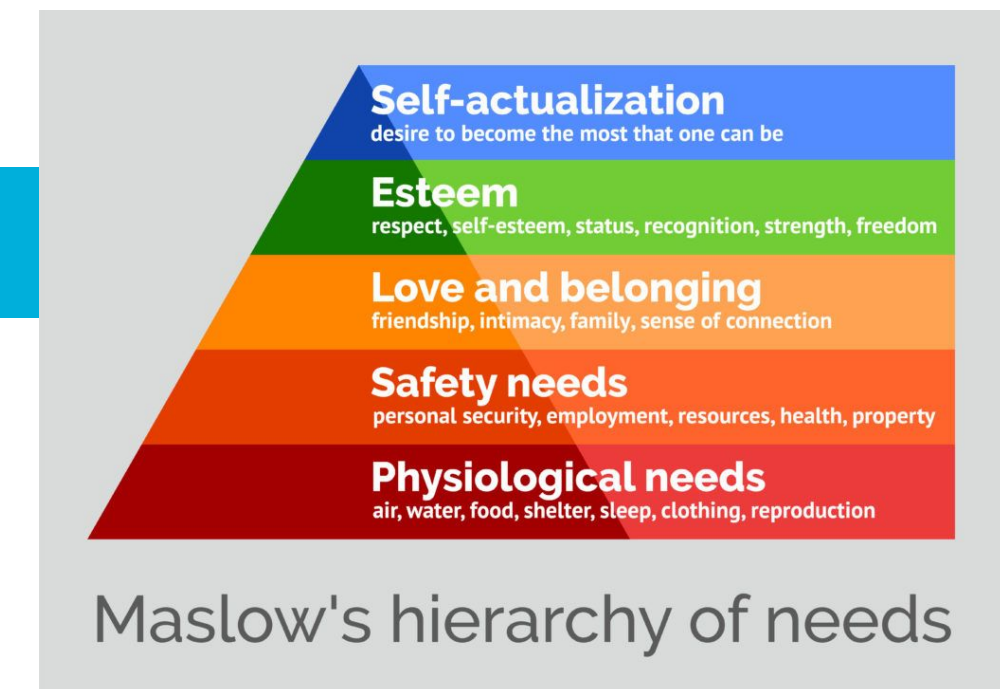 Self-actualization
desire to become the most that one can be
Esteem
respect, self-esteem, status, recognition, strength, freedom
Love and belonging
friendship, intimacy, family, sense of connection
Safety needs
personal security, employment, resources, health, property
Physiological needs
air, water, food, shelter, sleep, clothing, reproduction
Maslow's hierarchy of needs